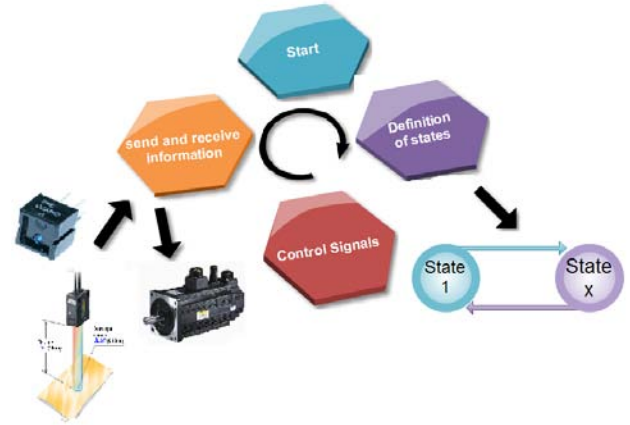 Start
send and receive
information
Definition
of states
Control Signals
State
1
State
x